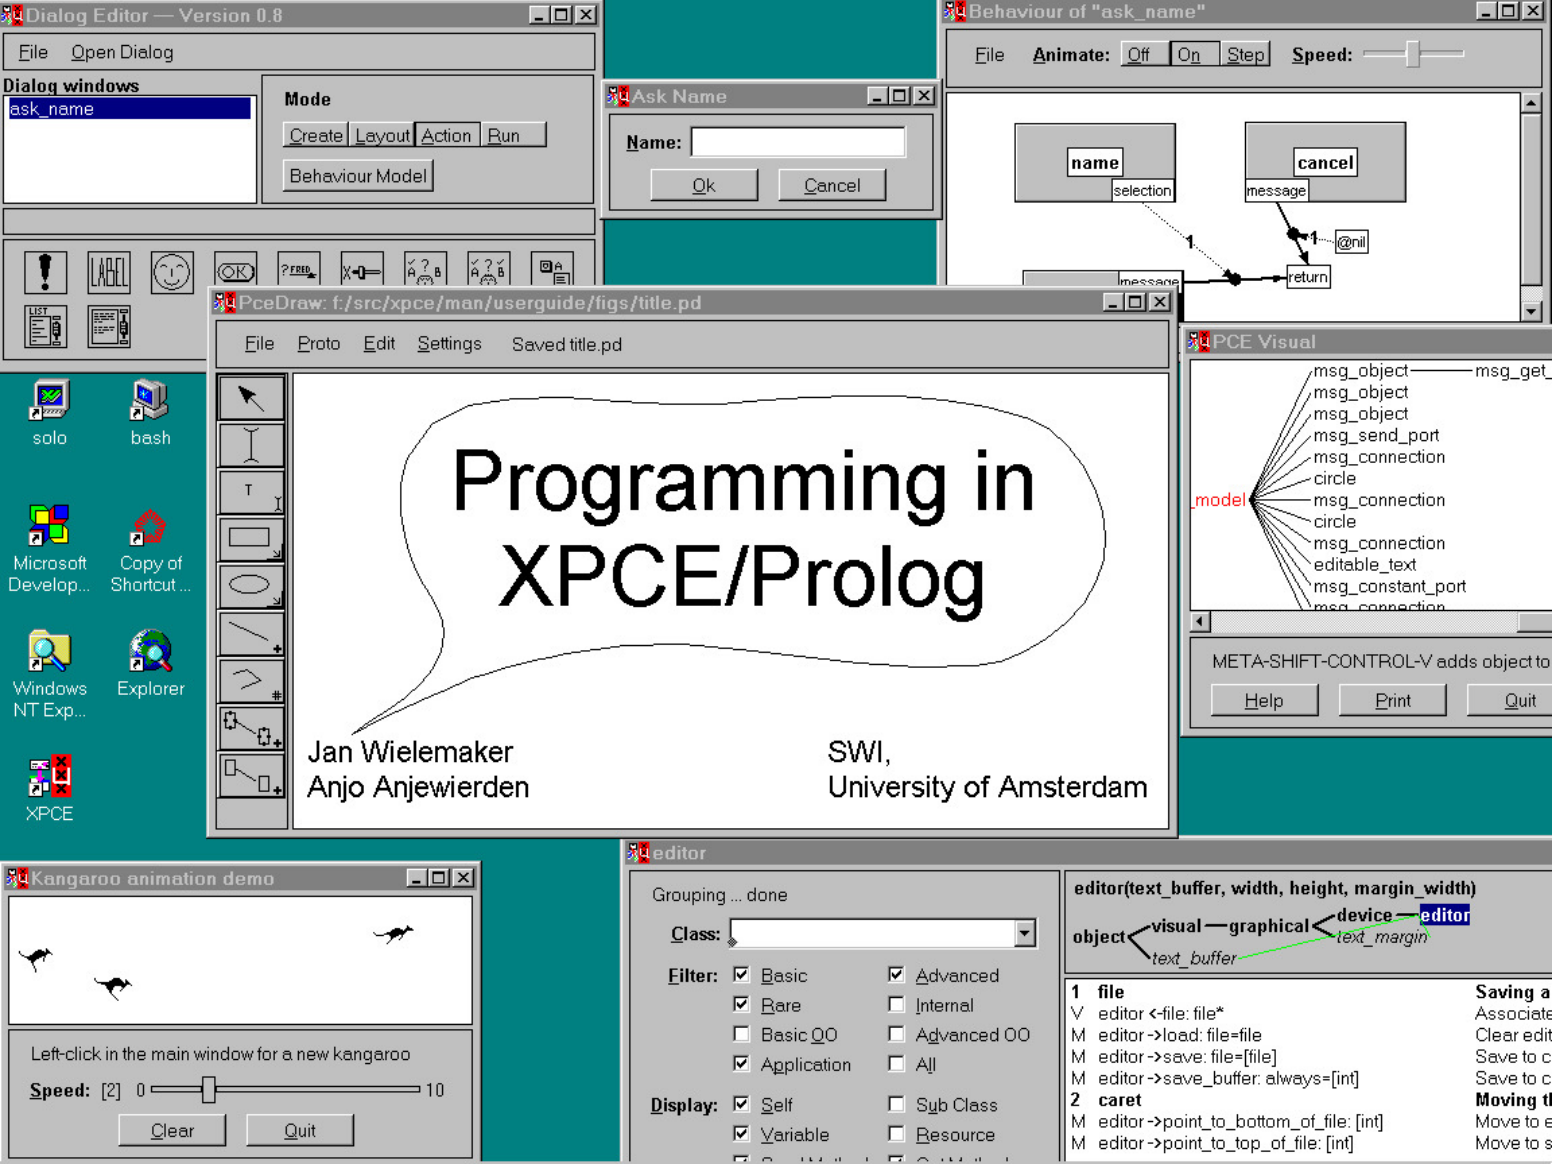 Dialog Editor — Version 0.8
File Open Dialog
Dialog windows
ask_name
Mode
Create Layout Action Run
Behaviour Model
LABEL
OK
?FRED
X
A ? B
A ? B
A
LIST
Ask Name
Name:
Ok Cancel
Behaviour of "ask_name"
File Animate: Off On Step Speed:
name
selection
cancel
message
1
1
@nil
message
return
PceDraw: f:/src/xpce/man/userguide/figs/title.pd
File Proto Edit Settings Saved title.pd
T
Programming in
XPCE/Prolog
Jan Wielemaker
Anjo Anjewierden
SWI,
University of Amsterdam
PCE Visual
_model
msg_object msg_get_
msg_object
msg_object
msg_send_port
msg_connection
circle
msg_connection
circle
msg_connection
editable_text
msg_constant_port
msg_connection
META-SHIFT-CONTROL-V adds object to
Help Print Quit
solo
bash
Microsoft
Develop...
Copy of
Shortcut ...
Windows
NT Exp...
Explorer
XPCE
Kangaroo animation demo
Left-click in the main window for a new kangaroo
Speed: [2] 0 10
Clear Quit
editor
Grouping ... done
Class:
Filter: Basic Advanced
Rare Internal
Basic OO Advanced OO
Application All
Display: Self Sub Class
Variable Resource
editor(text_buffer, width, height, margin_width)
object visual graphical device editor
text_margin
text_buffer
1 file Saving a
V editor <-file: file* Associate
M editor ->load: file=file Clear edit
M editor ->save: file=[file] Save to c
M editor ->save_buffer: always=[int] Save to c
2 caret Moving th
M editor ->point_to_bottom_of_file: [int] Move to e
M editor ->point_to_top_of_file: [int] Move to s